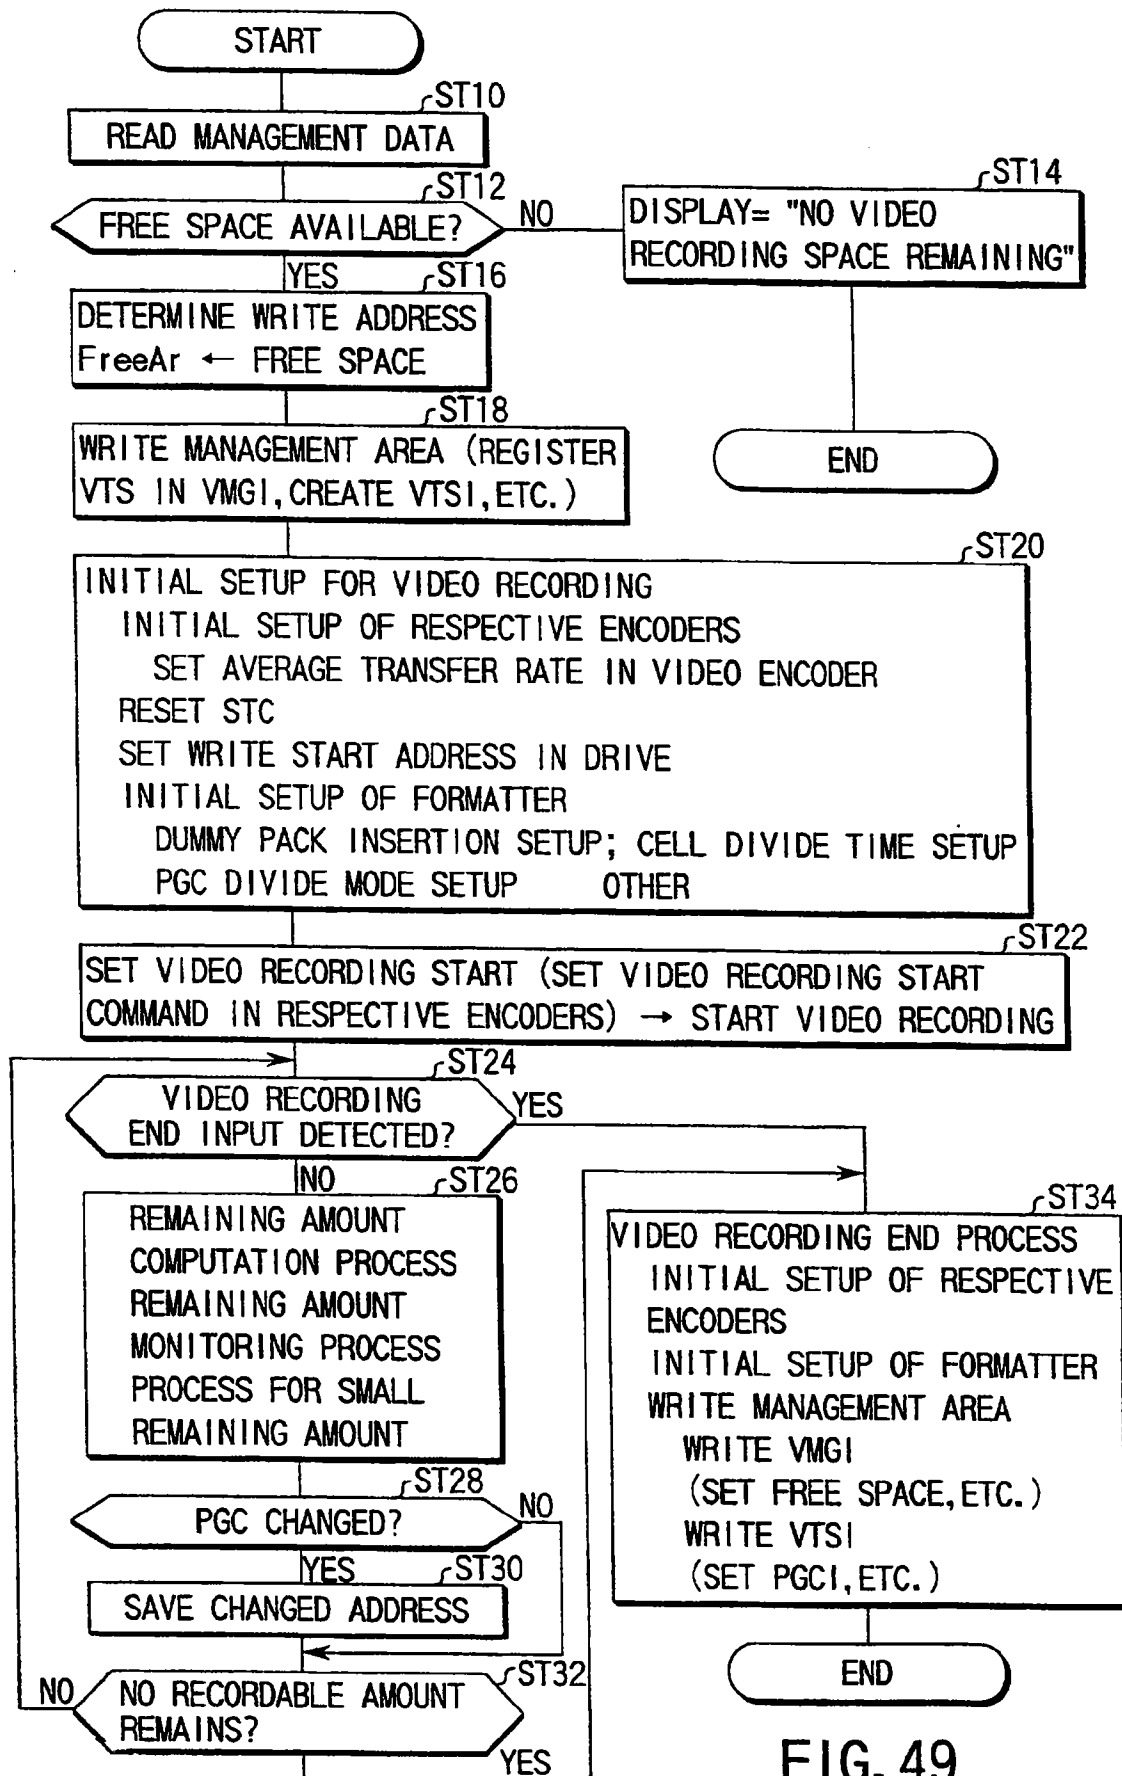 START
ST10
READ MANAGEMENT DATA
ST12
FREE SPACE AVAILABLE?
NO
ST14
DISPLAY= "NO VIDEO
RECORDING SPACE REMAINING"
END
YES
ST16
DETERMINE WRITE ADDRESS
FreeAr ← FREE SPACE
ST18
WRITE MANAGEMENT AREA (REGISTER
VTS IN VMGI, CREATE VTSI, ETC.)
ST20
INITIAL SETUP FOR VIDEO RECORDING
INITIAL SETUP OF RESPECTIVE ENCODERS
SET AVERAGE TRANSFER RATE IN VIDEO ENCODER
RESET STC
SET WRITE START ADDRESS IN DRIVE
INITIAL SETUP OF FORMATTER
DUMMY PACK INSERTION SETUP; CELL DIVIDE TIME SETUP
PGC DIVIDE MODE SETUP OTHER
ST22
SET VIDEO RECORDING START (SET VIDEO RECORDING START
COMMAND IN RESPECTIVE ENCODERS) → START VIDEO RECORDING
ST24
VIDEO RECORDING
END INPUT DETECTED?
YES
NO
ST26
REMAINING AMOUNT
COMPUTATION PROCESS
REMAINING AMOUNT
MONITORING PROCESS
PROCESS FOR SMALL
REMAINING AMOUNT
ST28
PGC CHANGED?
NO
YES
ST30
SAVE CHANGED ADDRESS
ST32
NO
NO RECORDABLE AMOUNT
REMAINS?
YES
ST34
VIDEO RECORDING END PROCESS
INITIAL SETUP OF RESPECTIVE
ENCODERS
INITIAL SETUP OF FORMATTER
WRITE MANAGEMENT AREA
WRITE VMGI
(SET FREE SPACE, ETC.)
WRITE VTSI
(SET PGCI, ETC.)
END
FIG. 49